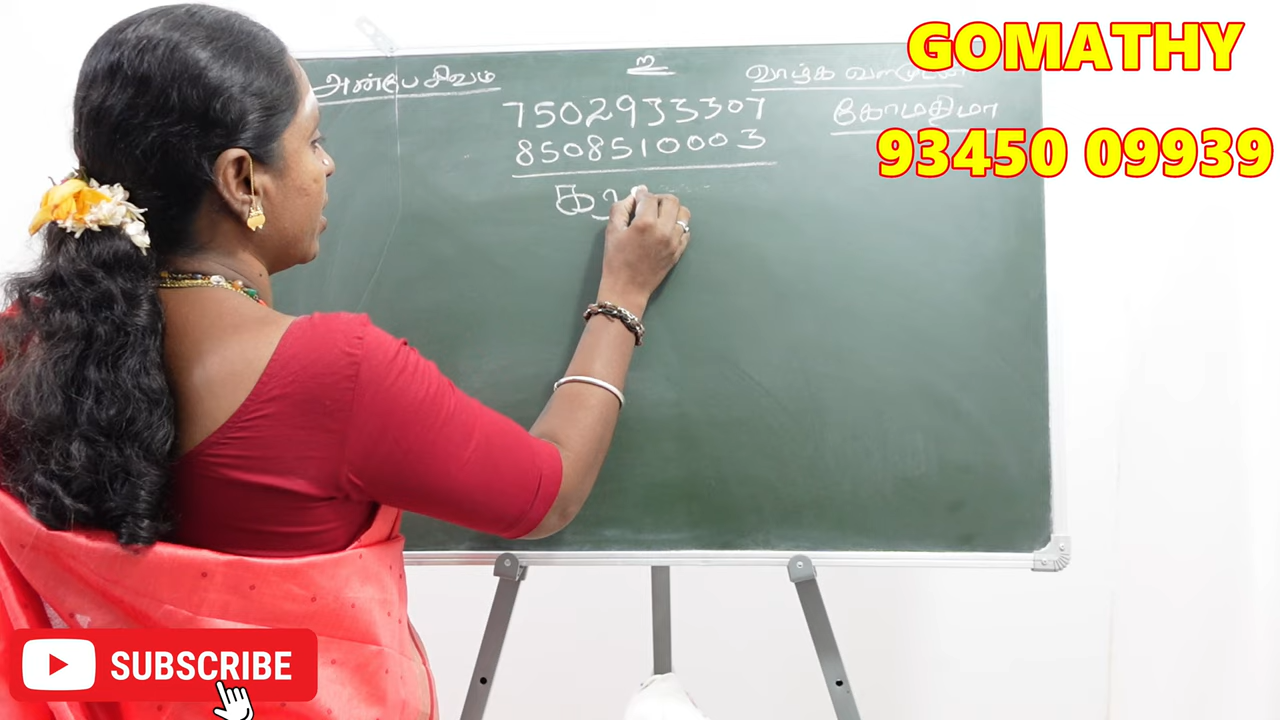 GOMATHY
93450 09939
உ
அன்பே சிவம்
வாழ்க வளமுடன்
கோமதிமா
7502933307
8508510003
SUBSCRIBE